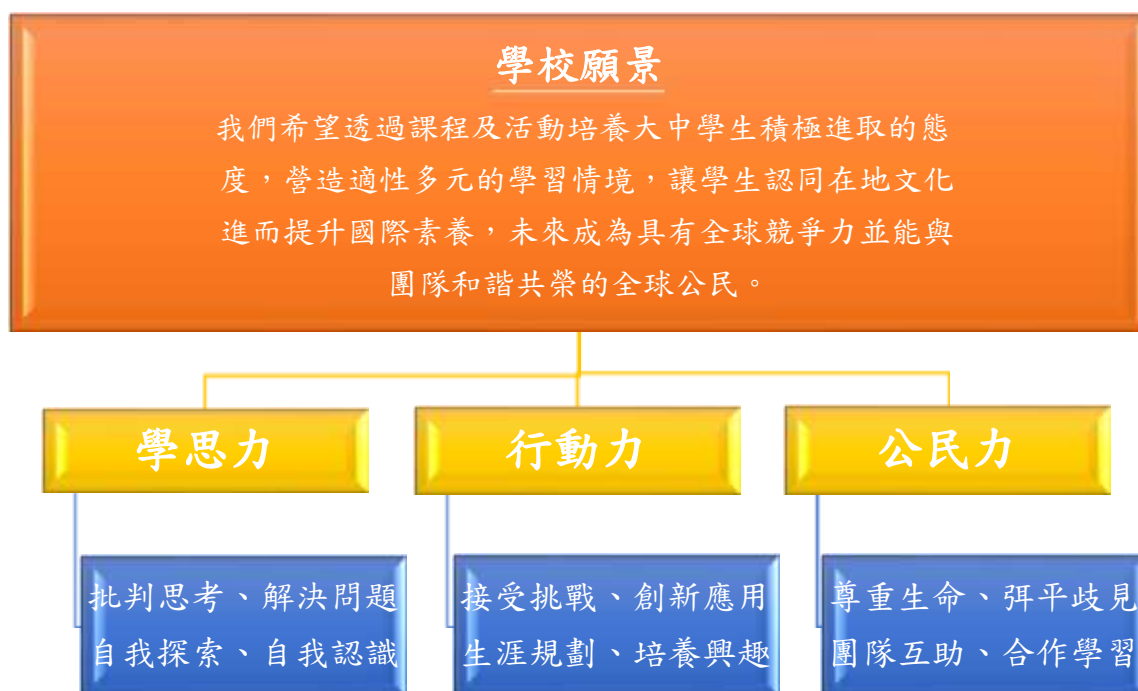 學校願景
我們希望透過課程及活動培養大中學生積極進取的態
度，營造適性多元的學習情境，讓學生認同在地文化
進而提升國際素養，未來成為具有全球競爭力並能與
團隊和諧共榮的全球公民。
學思力
行動力
公民力
批判思考、解決問題
自我探索、自我認識
接受挑戰、創新應用
生涯規劃、培養興趣
尊重生命、弭平歧見
團隊互助、合作學習